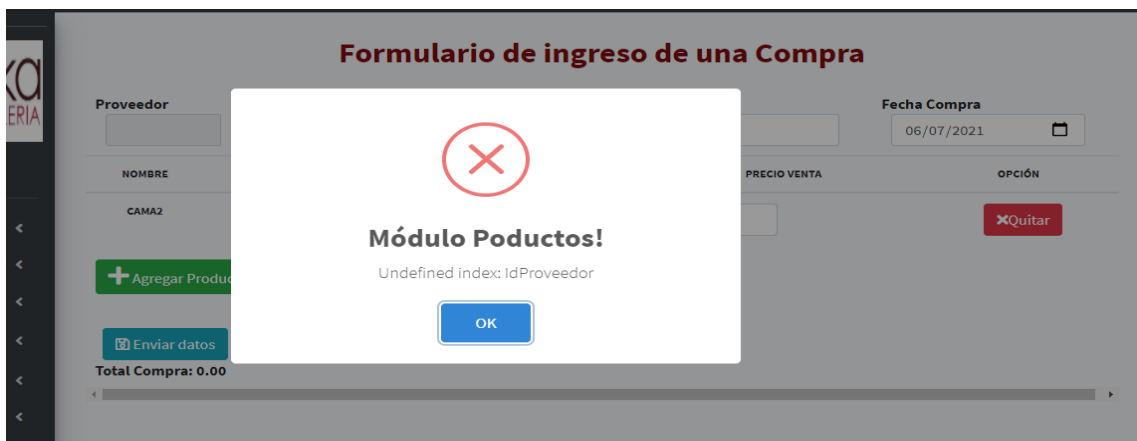 Formulario de ingreso de una Compra
Proveedor
Fecha Compra
06/07/2021
NOMBRE
PRECIO VENTA
OPCIÓN
CAMA2
Quitar
Módulo Poductos!
Undefined index: IdProveedor
OK
Agregar Produc
Enviar datos
Total Compra: 0.00